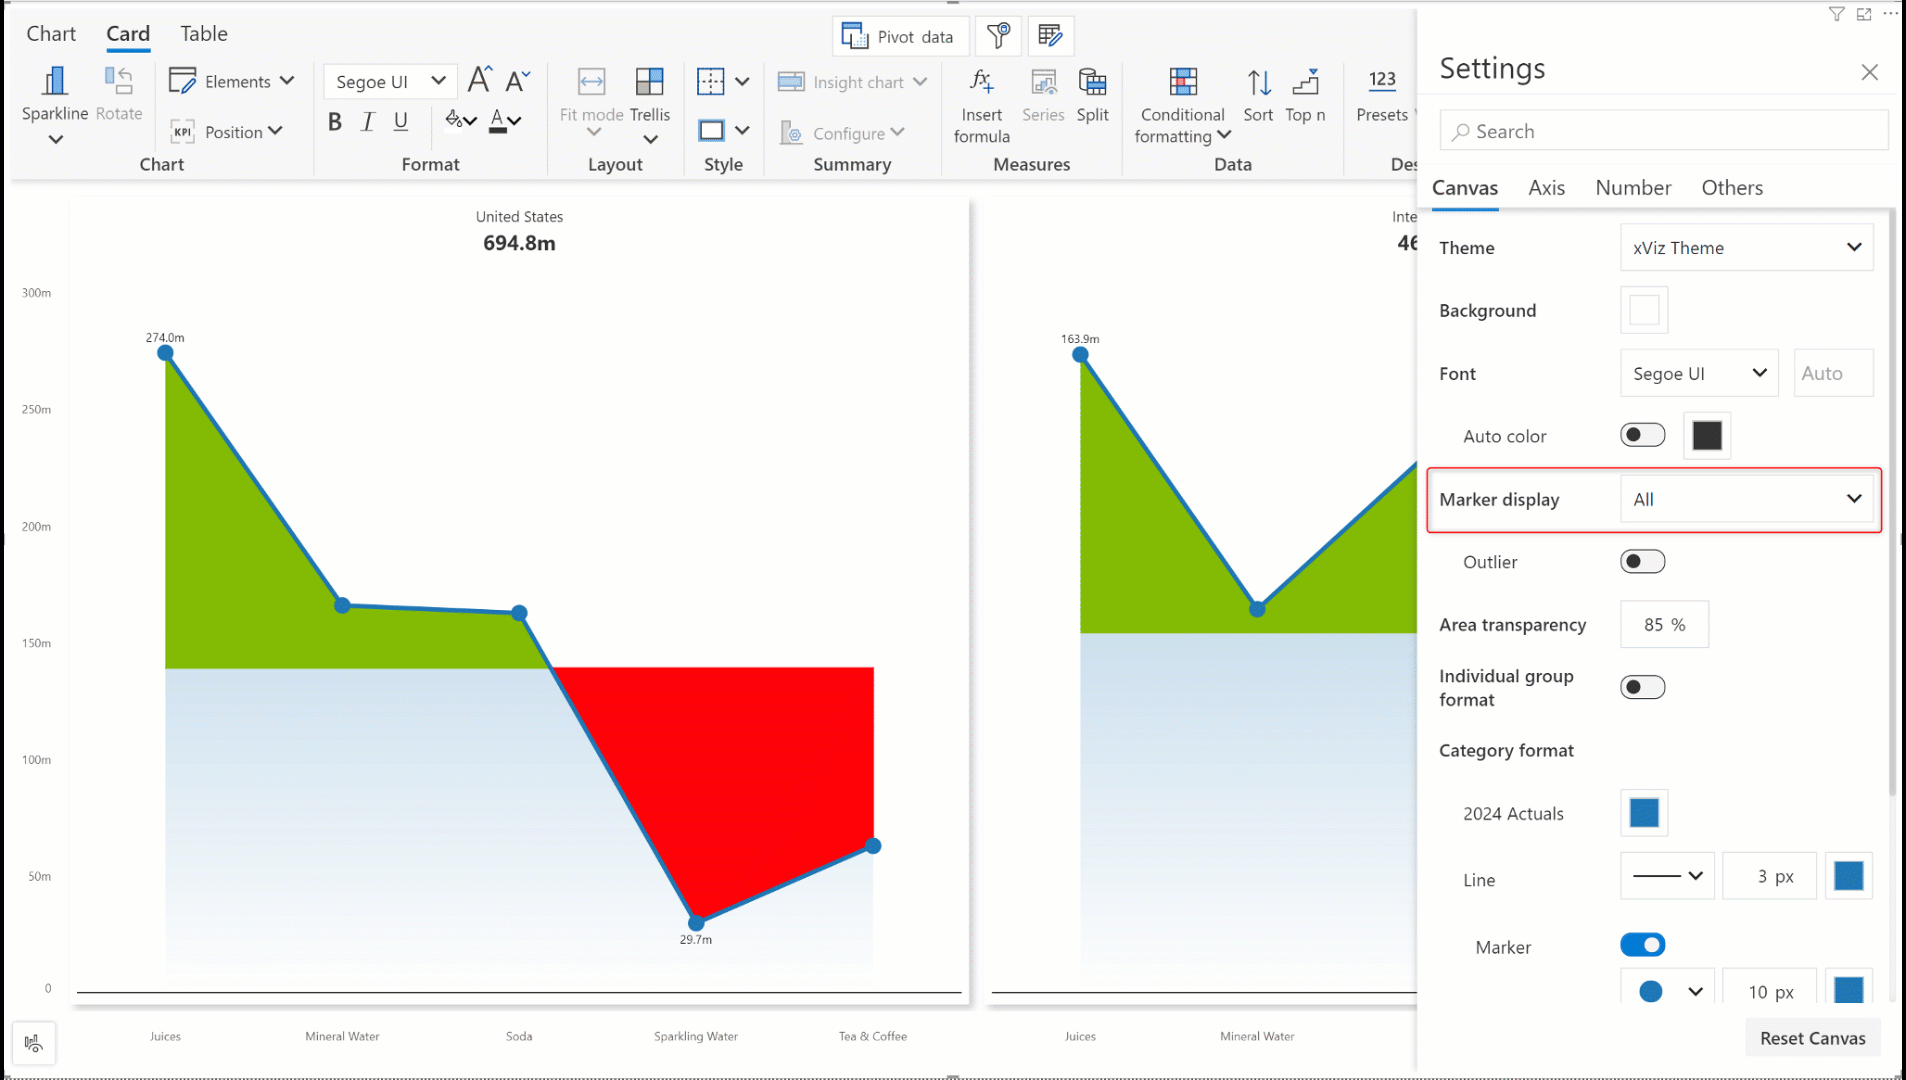 Chart Card Table
Pivot data
Settings
Search
Sparkline Rotate
Elements
KPI Position
Chart
Segoe UI A A
B I U A
Format
Fit mode Trellis
Layout
Style
Insight chart
Configure
Summary
fx
Insert formula Series Split
Measures
Conditional formatting Sort Top n
Data
123
Presets
Des
Canvas Axis Number Others
Theme xViz Theme
Background
Font Segoe UI Auto
Auto color
Marker display All
Outlier
Area transparency 85 %
Individual group
format
Category format
2024 Actuals
Line 3 px
Marker
10 px
Reset Canvas
United States
694.8m
Inte
46
300m
250m
200m
150m
100m
50m
0
274.0m
29.7m
163.9m
Juices Mineral Water Soda Sparkling Water Tea & Coffee
Juices Mineral Water